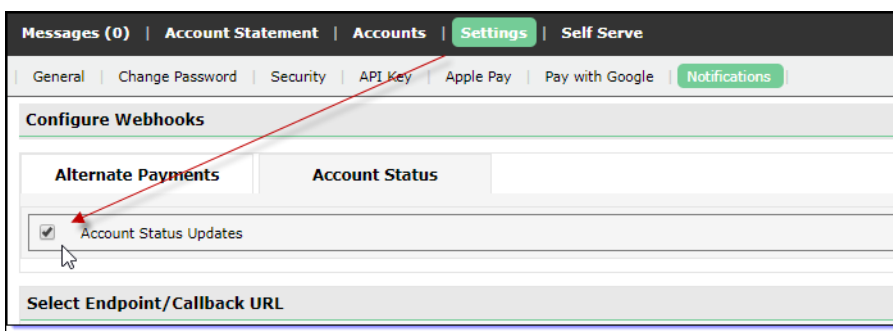 Messages (0) | Account Statement | Accounts | Settings | Self Serve
| General | Change Password | Security | API Key | Apple Pay | Pay with Google | Notifications |
Configure Webhooks
Alternate Payments Account Status
Account Status Updates
Select Endpoint/Callback URL